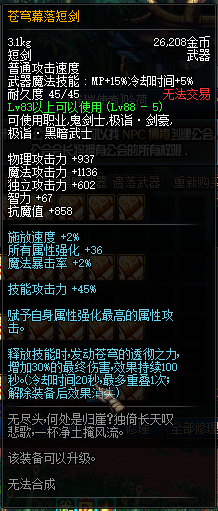 苍穹幕落短剑
3.1kg 26,208金币
短剑 武器
普通攻击速度
武器魔法技能：MP+15%冷却时间+5%
耐久度 45/45 无法交易
Lv83以上可以使用 (Lv88 - 5)
可使用职业,鬼剑士,极诣·剑豪,
极诣·黑暗武士
物理攻击力 +937
魔法攻击力 +1136
独立攻击力 +602
智力 +67
抗魔值 +858
施放速度 +2%
所有属性强化 +36
魔法暴击率 +2%
技能攻击力 +45%
赋予自身属性强化最高的属性攻
击。
释放技能时,发动苍穹的透彻之力,
增加30%的最终伤害,效果持续100
秒。(冷却时间20秒,最多重叠1次;
解除装备后效果消失)
无尽头,何处是归崖?独倚长天叹
悲歌,一杯净土掩风流。
该装备可以升级。
无法合成